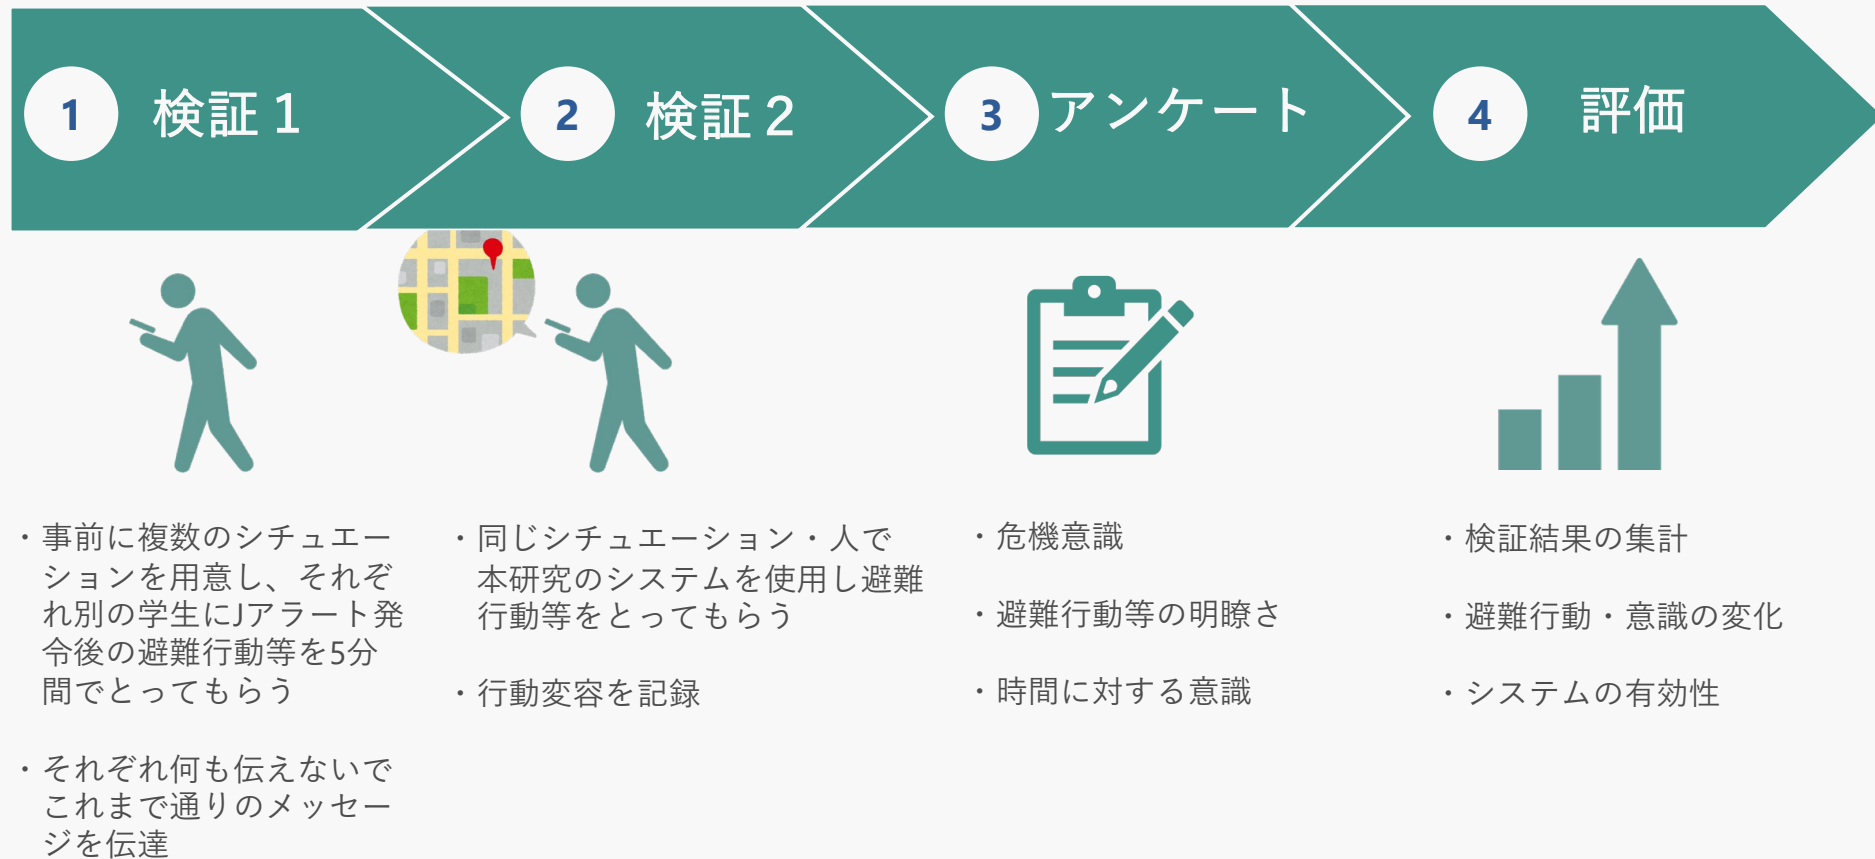 1 検証1
2 検証2
3 アンケート
4 評価
・事前に複数のシチュエー
ションを用意し、それぞ
れ別の学生にJアラート発
令後の避難行動等を5分
間でとってもらう
・それぞれ何も伝えないで
これまで通りのメッセー
ジを伝達
・同じシチュエーション・人で
本研究のシステムを使用し避難
行動等をとってもらう
・行動変容を記録
・危機意識
・避難行動等の明瞭さ
・時間に対する意識
・検証結果の集計
・避難行動・意識の変化
・システムの有効性